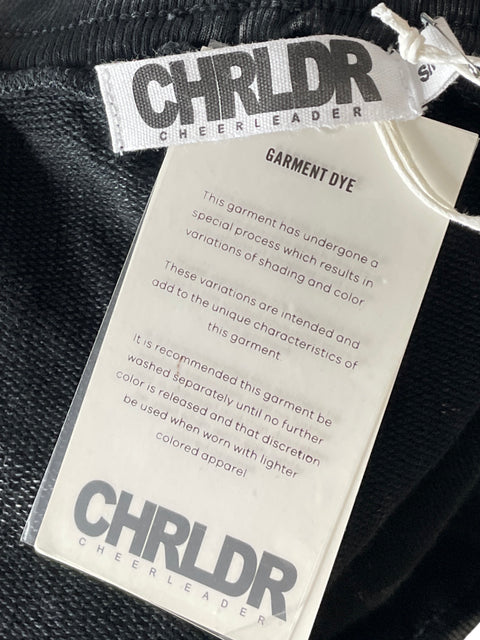 CHRLDR
CHEERLEADER
GARMENT DYE
This garment has undergone a
special process which results in
variations of shading and color
These variations are intended and
add to the unique characteristics of
this garment
It is recommended this garment be
washed separately until no further
color is released and that discretion
be used when worn with lighter
colored apparel
CHRLDR
CHEERLEADER